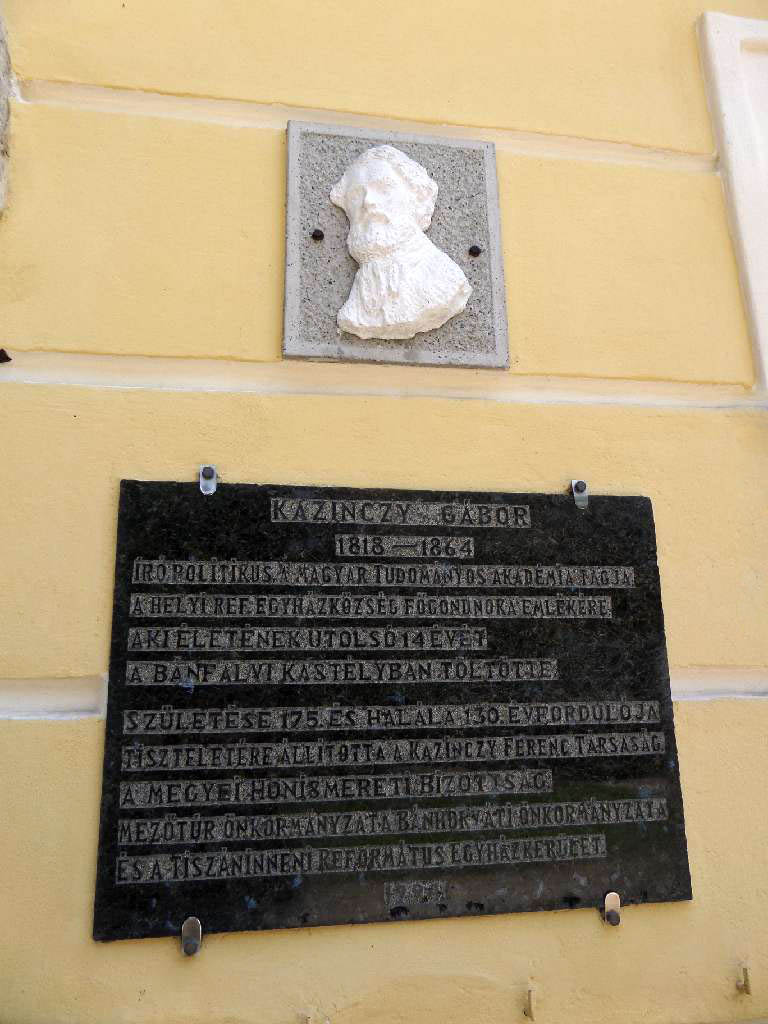 KAZINCZY GÁBOR
1818 — 1864
ÍRÓ POLITIKUS A MAGYAR TUDOMÁNYOS AKADÉMIA TAGJA
A HELYI REF. EGYHÁZKÖZSÉG FŐGONDNOKA EMLÉKÉRE
AKI ÉLETÉNEK UTOLSÓ 14 ÉVÉT
A BÁNFALVI KASTÉLYBAN TÖLTÖTTE
SZÜLETÉSE 175. ÉS HALÁLA 130. ÉVFORDULÓJA
TISZTELETÉRE ÁLLÍTOTTA A KAZINCZY FERENC TÁRSASÁG
A MEGYEI HONISMERETI BIZOTTSÁG
MEZŐTÚR ÖNKORMÁNYZATA BÁNHORVÁTI ÖNKORMÁNYZATA
ÉS A TISZÁNINNENI REFORMÁTUS EGYHÁZKERÜLET.